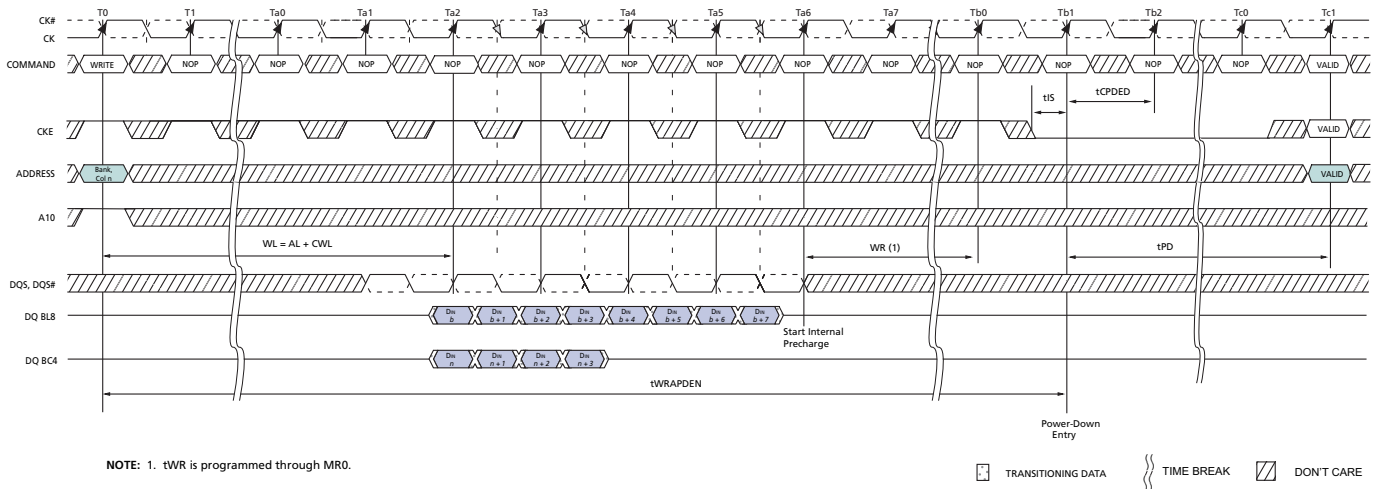 T0 T1 Ta0 Ta1 Ta2 Ta3 Ta4 Ta5 Ta6 Ta7 Tb0 Tb1 Tb2 Tc0 Tc1
CK#
CK
COMMAND WRITE NOP NOP NOP NOP NOP NOP NOP NOP NOP NOP NOP NOP NOP VALID
tIS tCPDED
CKE VALID
ADDRESS Bank, Col n VALID
A10
WL = AL + CWL WR (1) tPD
DQS, DQS#
DQ BL8 DIN b DIN b + 1 DIN b + 2 DIN b + 3 DIN b + 4 DIN b + 5 DIN b + 6 DIN b + 7
Start Internal
Precharge
DQ BC4 DIN n DIN n + 1 DIN n + 2 DIN n + 3
tWRAPDEN
Power-Down
Entry
NOTE: 1. tWR is programmed through MR0.
TRANSITIONING DATA TIME BREAK DON'T CARE